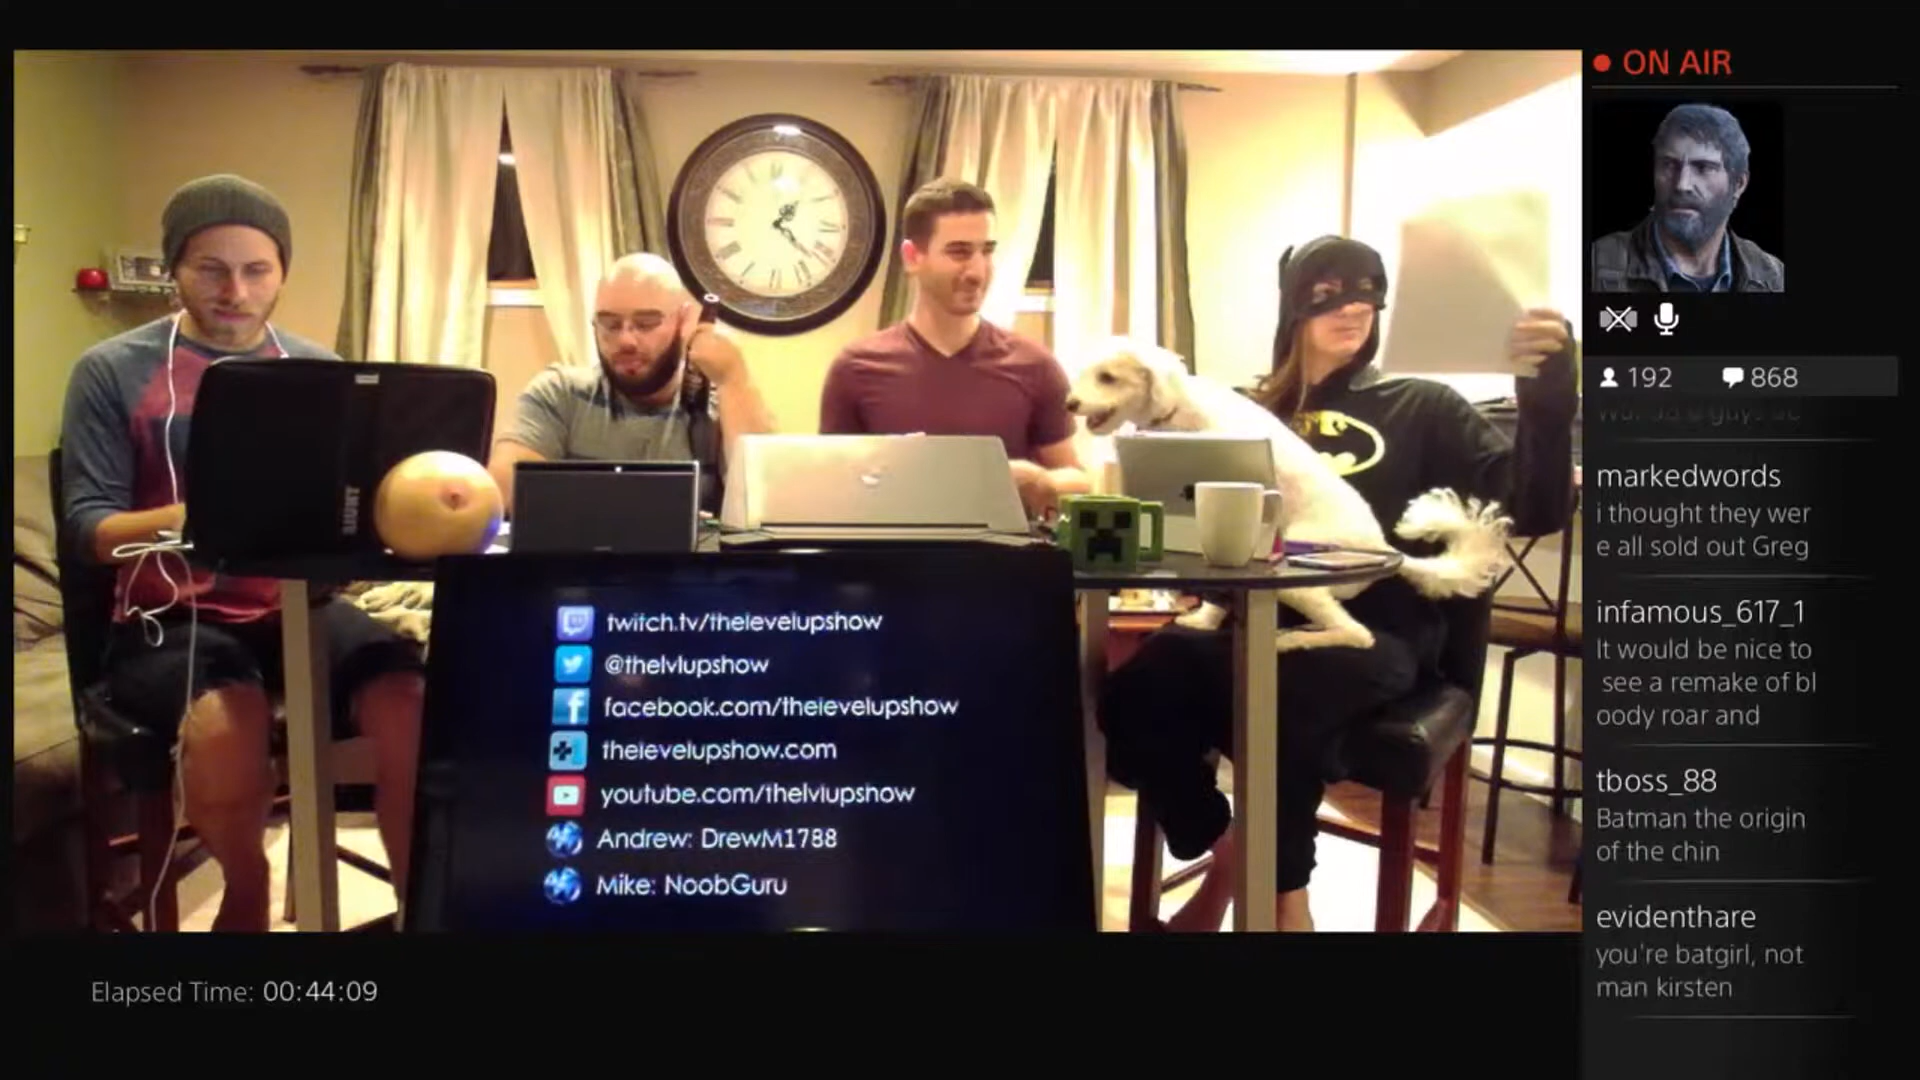 ON AIR
192 868
markedwords
i thought they wer
e all sold out Greg
infamous_617_1
It would be nice to
see a remake of bl
oody roar and
tboss_88
Batman the origin
of the chin
evidenthare
you're batgirl, not
man kirsten
twitch.tv/thelevelupshow
@thelvlupshow
facebook.com/thelevelupshow
thelevelupshow.com
youtube.com/thelvlupshow
Andrew: DrewM1788
Mike: NoobGuru
Elapsed Time: 00:44:09